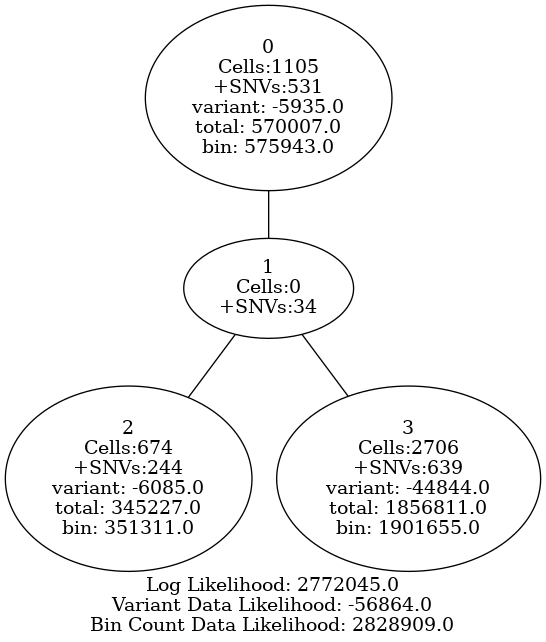 0
Cells:1105
+SNVs:531
variant: -5935.0
total: 570007.0
bin: 575943.0
1
Cells:0
+SNVs:34
2
Cells:674
+SNVs:244
variant: -6085.0
total: 345227.0
bin: 351311.0
3
Cells:2706
+SNVs:639
variant: -44844.0
total: 1856811.0
bin: 1901655.0
Log Likelihood: 2772045.0
Variant Data Likelihood: -56864.0
Bin Count Data Likelihood: 2828909.0